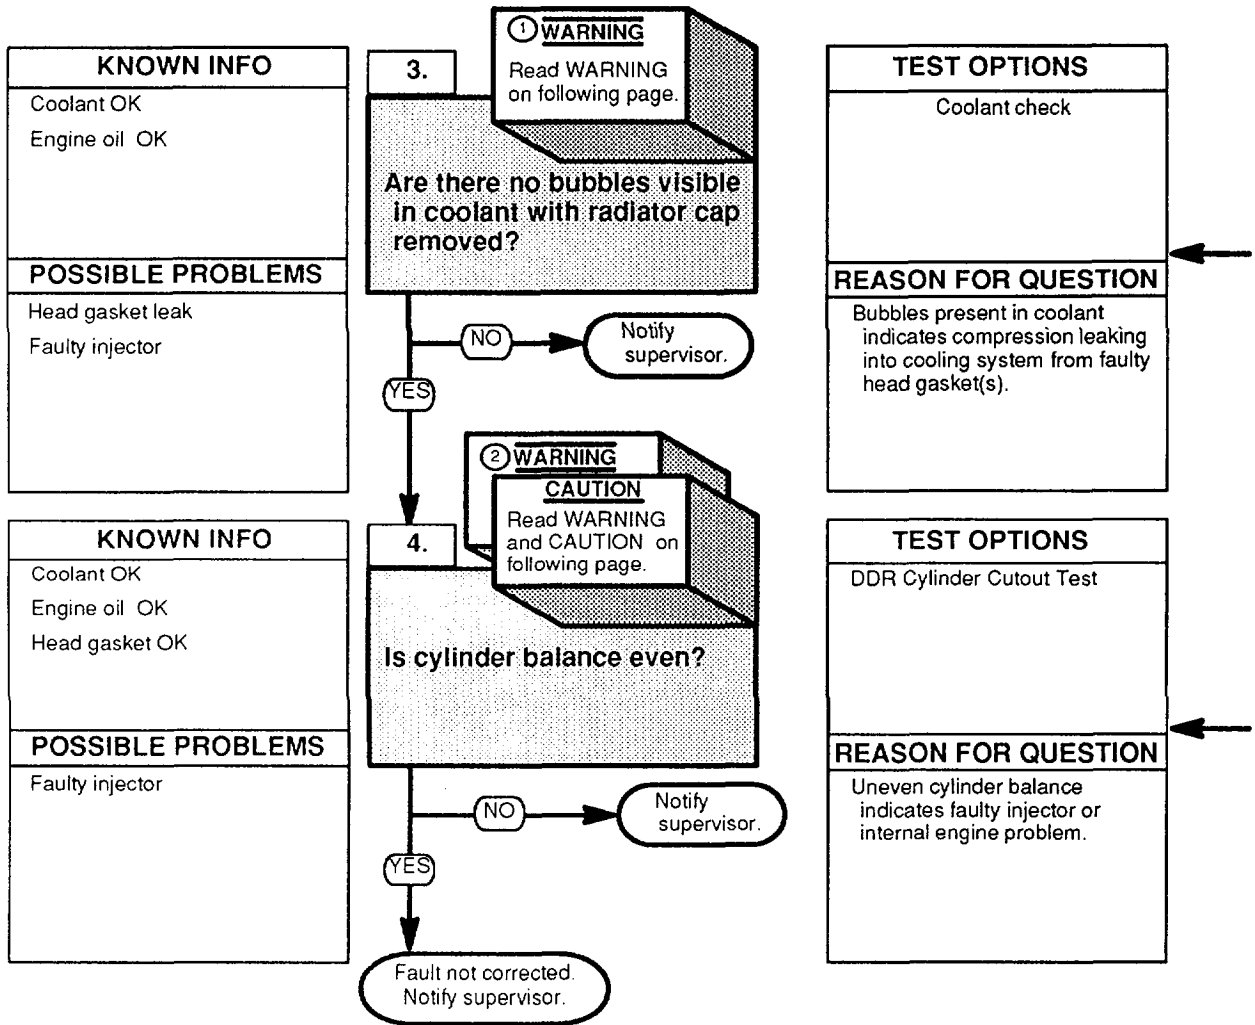 KNOWN INFO
Coolant OK
Engine oil OK
POSSIBLE PROBLEMS
Head gasket leak
Faulty injector
3.
1 WARNING
Read WARNING
on following page.
Are there no bubbles visible
in coolant with radiator cap
removed?
NO
Notify
supervisor.
YES
TEST OPTIONS
Coolant check
REASON FOR QUESTION
Bubbles present in coolant
indicates compression leaking
into cooling system from faulty
head gasket(s).
KNOWN INFO
Coolant OK
Engine oil OK
Head gasket OK
POSSIBLE PROBLEMS
Faulty injector
4.
2 WARNING
CAUTION
Read WARNING
and CAUTION on
following page.
Is cylinder balance even?
NO
Notify
supervisor.
YES
Fault not corrected.
Notify supervisor.
TEST OPTIONS
DDR Cylinder Cutout Test
REASON FOR QUESTION
Uneven cylinder balance
indicates faulty injector or
internal engine problem.